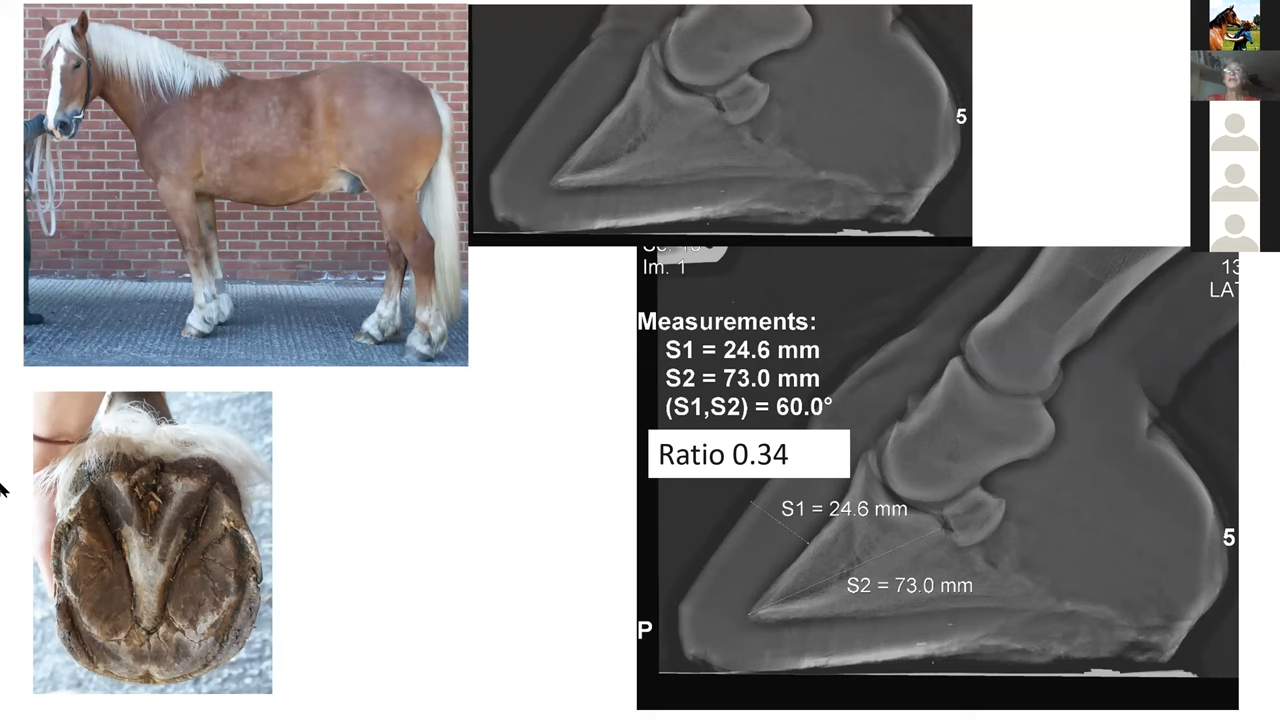 5
Im. 1
13
LAT
Measurements:
S1 = 24.6 mm
S2 = 73.0 mm
(S1,S2) = 60.0°
Ratio 0.34
S1 = 24.6 mm
5
S2 = 73.0 mm
P